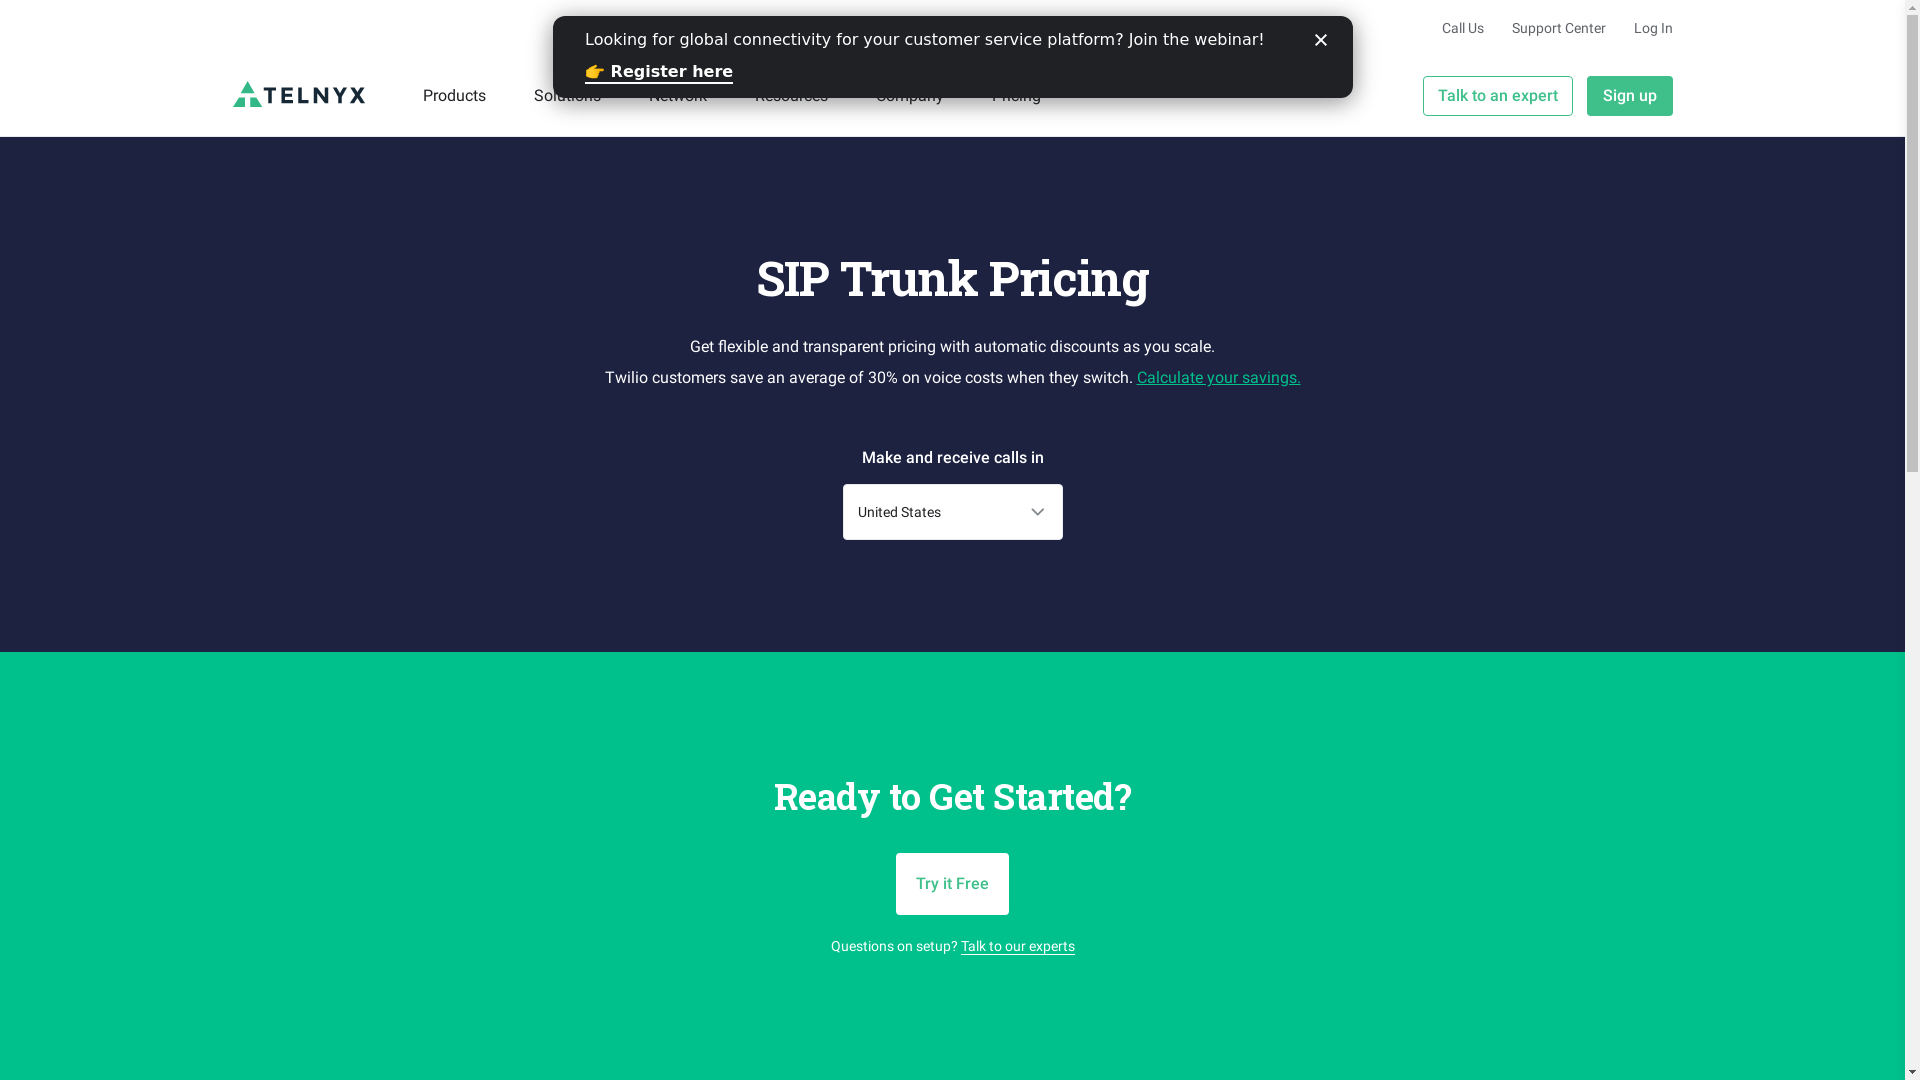 Call Us Support Center Log In
Looking for global connectivity for your customer service platform? Join the webinar!
👉 Register here
TELNYX Products Solutions Network Resources Company Pricing Talk to an expert Sign up
SIP Trunk Pricing
Get flexible and transparent pricing with automatic discounts as you scale.
Twilio customers save an average of 30% on voice costs when they switch. Calculate your savings.
Make and receive calls in
United States
Ready to Get Started?
Try it Free
Questions on setup? Talk to our experts